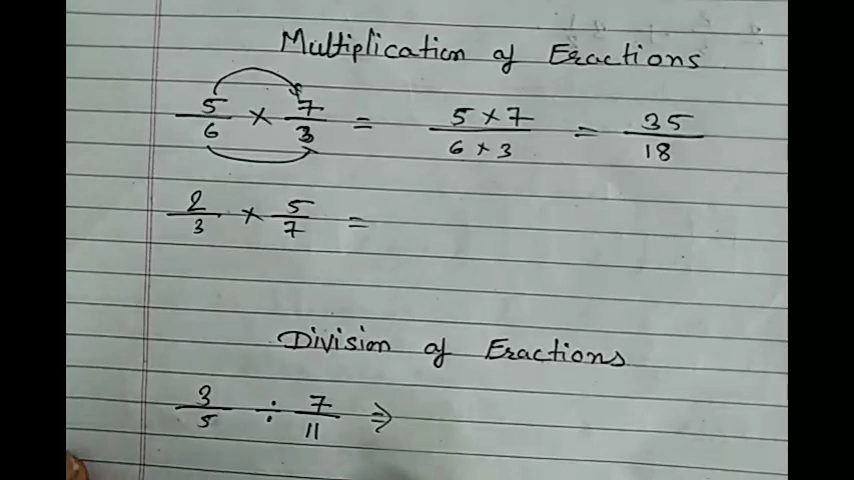 Multiplication of Fractions
5/6 × 7/3 = 5×7/6×3 = 35/18
2/3 × 5/7 =
Division of Fractions
3/5 ÷ 7/11 ⇒